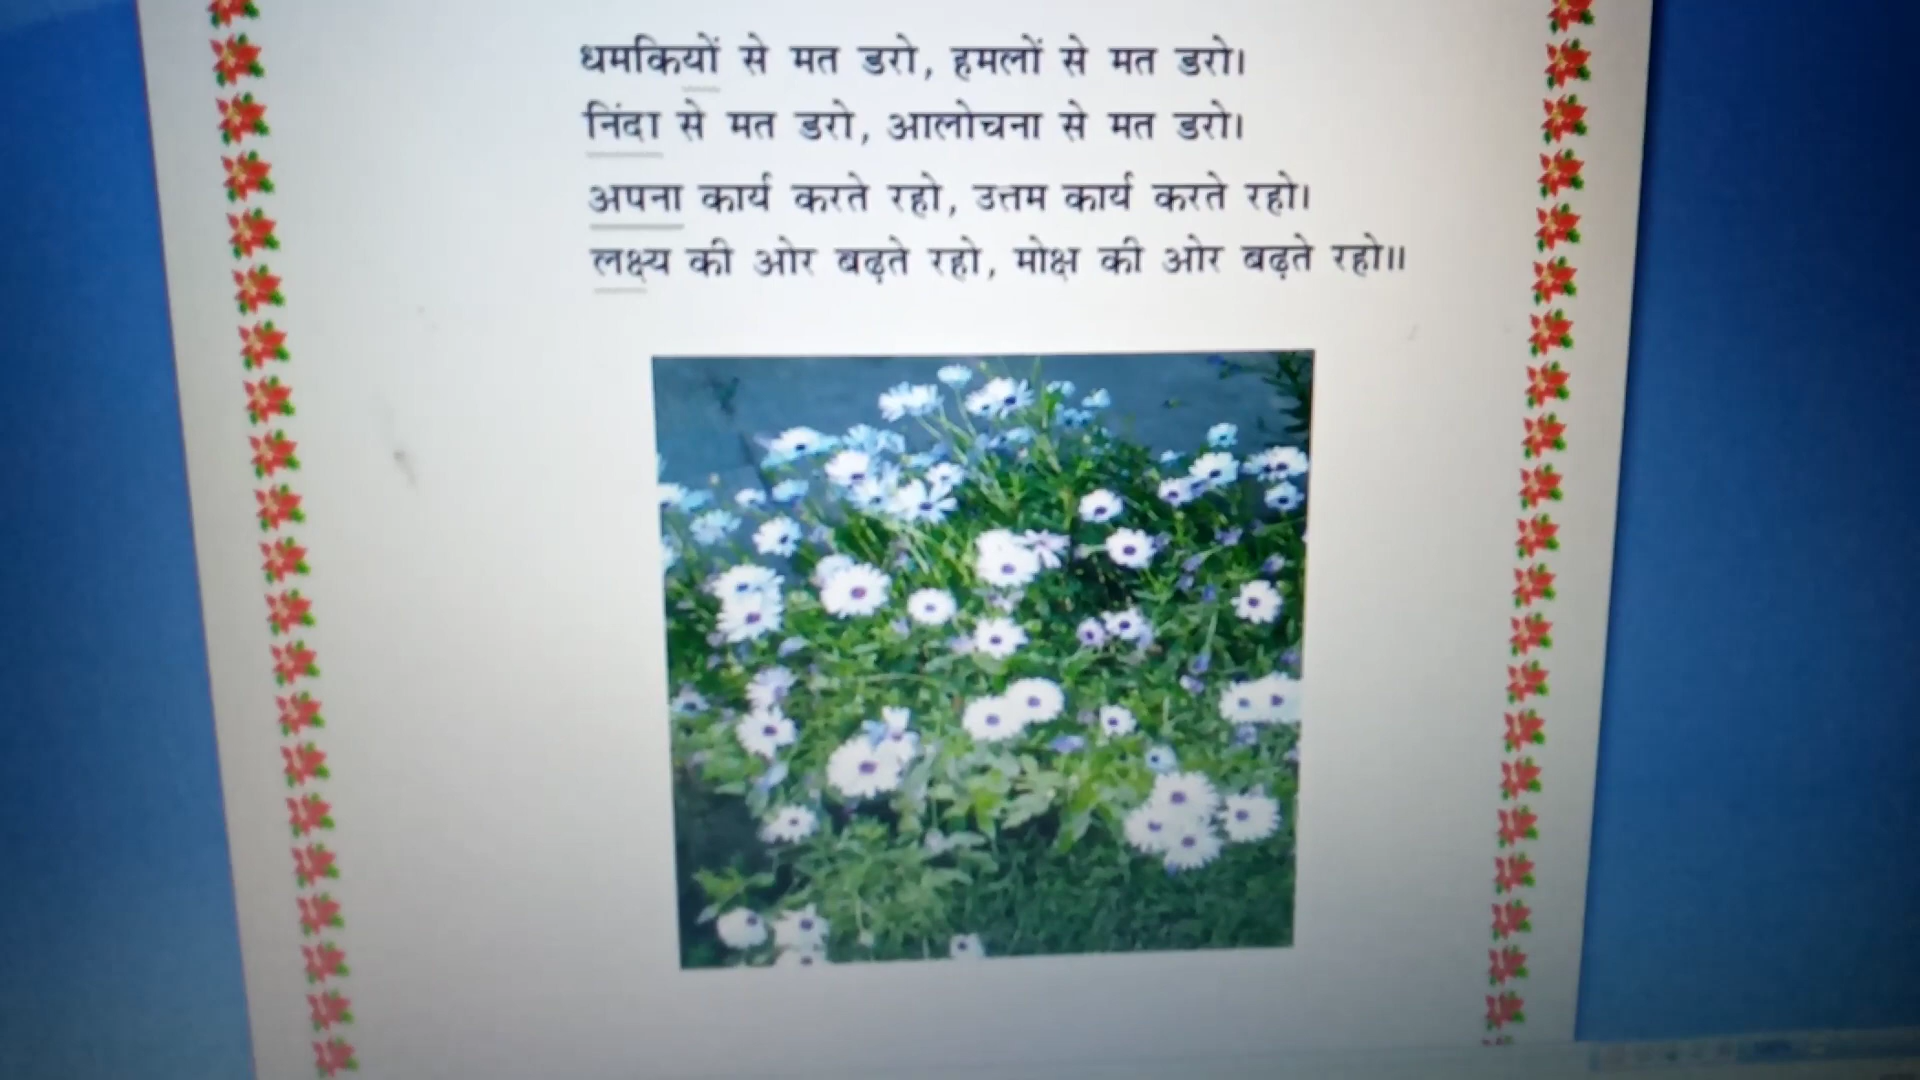 धमकियों से मत डरो, हमलों से मत डरो।
निंदा से मत डरो, आलोचना से मत डरो।
अपना कार्य करते रहो, उत्तम कार्य करते रहो।
लक्ष्य की ओर बढ़ते रहो, मोक्ष की ओर बढ़ते रहो॥